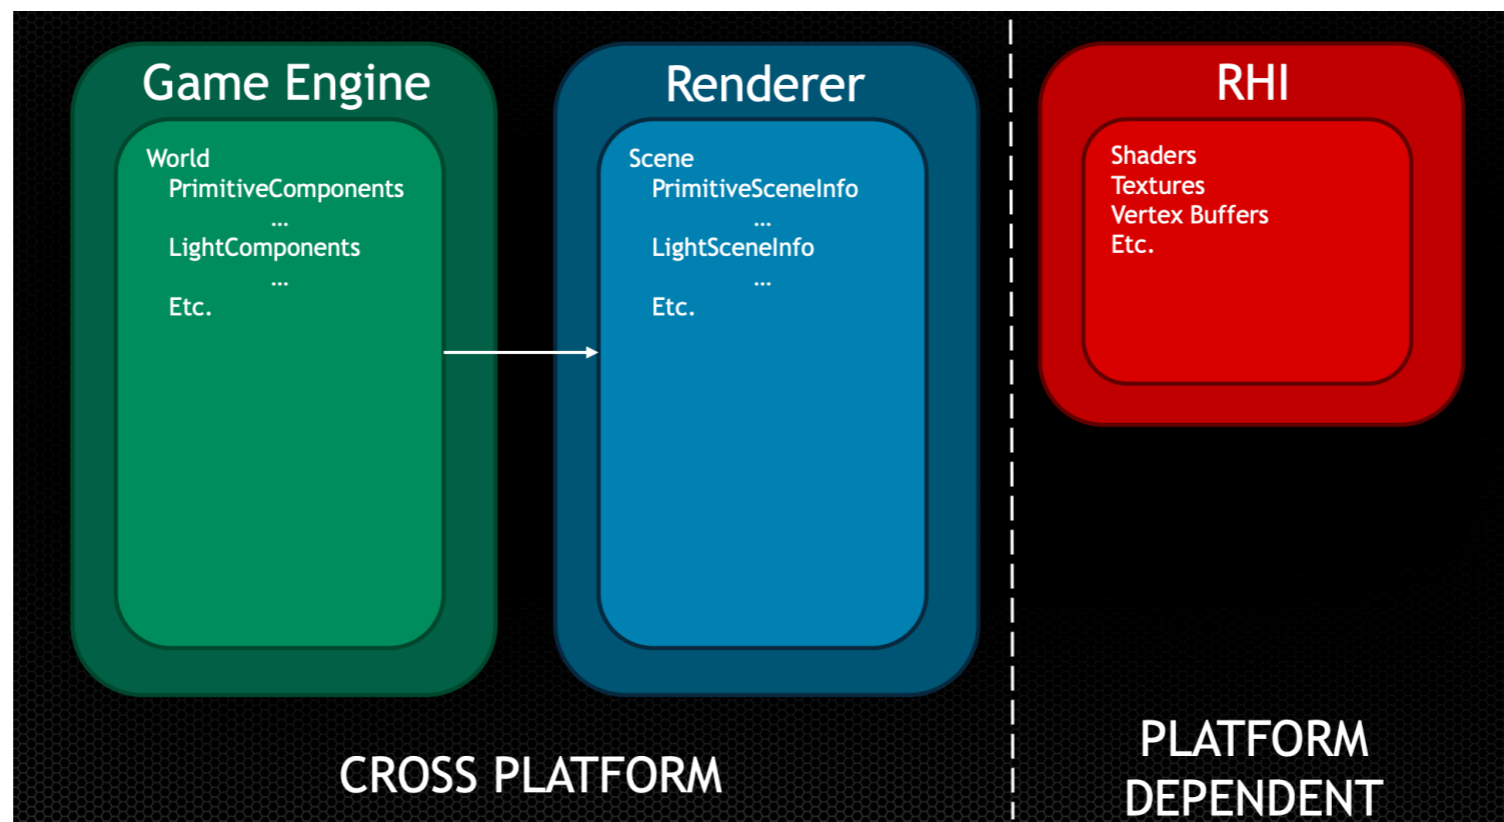 Game Engine
World
PrimitiveComponents
...
LightComponents
...
Etc.
Renderer
Scene
PrimitiveSceneInfo
...
LightSceneInfo
...
Etc.
RHI
Shaders
Textures
Vertex Buffers
Etc.
CROSS PLATFORM
PLATFORM
DEPENDENT